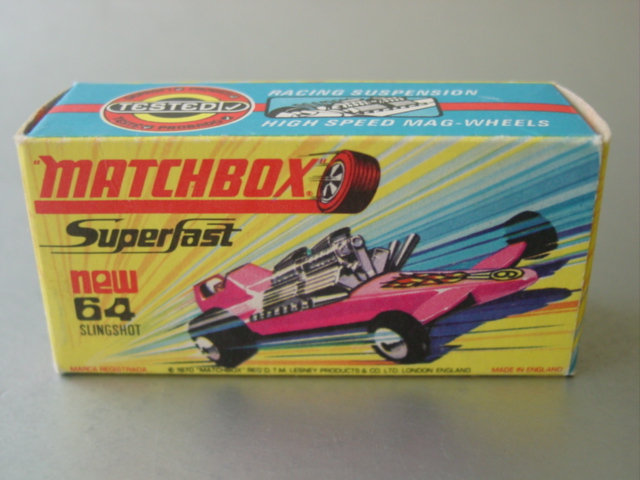 TESTED
RACING SUSPENSION
HIGH SPEED MAG-WHEELS
"MATCHBOX"
Superfast
new
64
SLINGSHOT
MARCA REGISTRADA
© 1970 "MATCHBOX" REG'D. T.M. LESNEY PRODUCTS & CO. LTD. LONDON ENGLAND
MADE IN ENGLAND